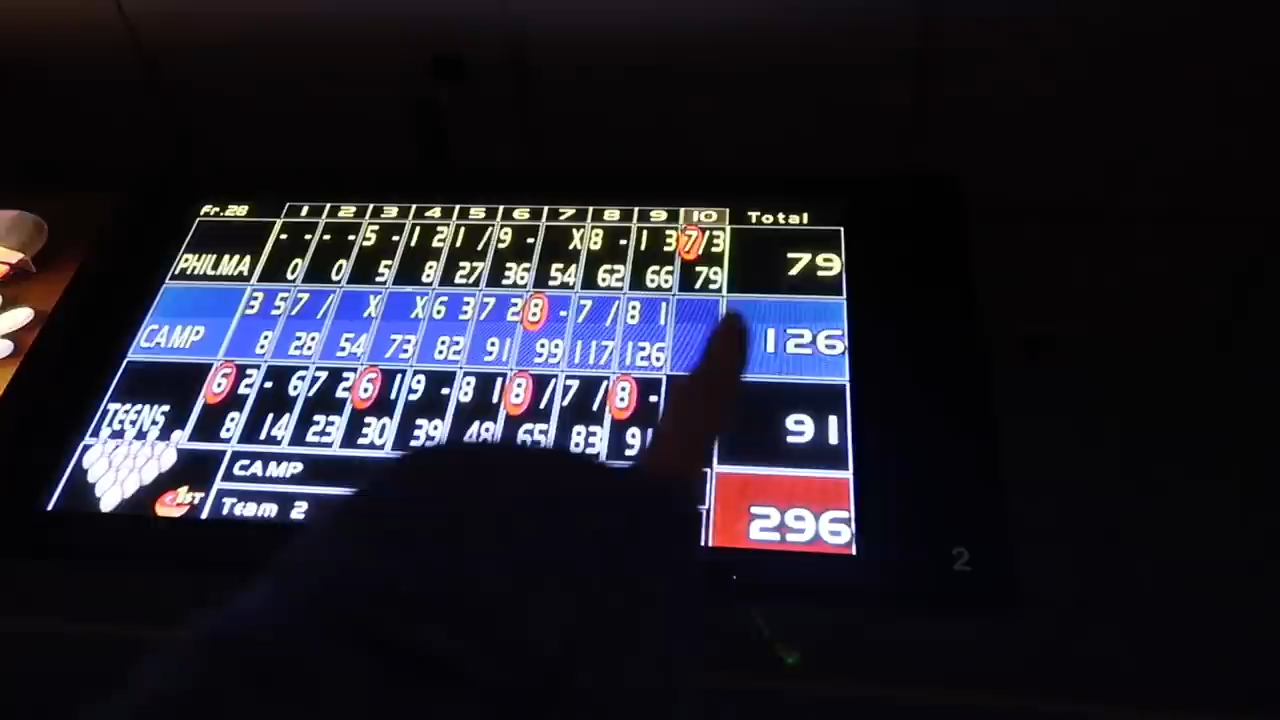 Fr.28 1 2 3 4 5 6 7 8 9 10 Total
- - - - 5 - 1 2 1 / 9 - X 8 - 1 3 7 / 3
PHILMA 0 0 5 8 27 36 54 62 66 79 79
3 5 7 / X X 6 3 7 2 8 - 7 / 8 1
CAMP 8 28 54 73 82 91 99 117 126 126
6 2 - 6 7 2 6 1 9 - 8 1 8 / 7 / 8 -
TEENS 8 14 23 30 39 48 65 83 91 91
CAMP
1ST Team 2 296
2